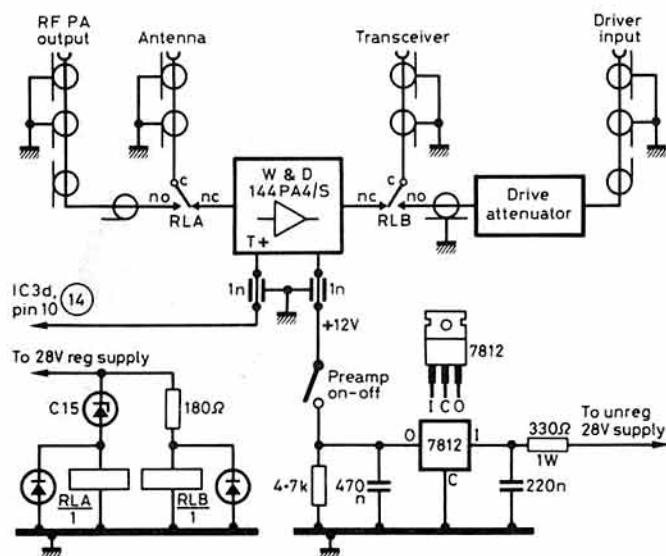 RF PA
output
Antenna
Transceiver
Driver
input
W & D
144PA4/S
T+
no
c
nc
RLA
nc
c
no
RLB
Drive
attenuator
1n
1n
IC3d,
pin 10
14
+12V
To 28V reg supply
C15
180Ω
RLA
1
RLB
1
Preamp
on-off
7812
I C O
O
7812
I
C
4·7k
470
n
220n
330Ω
1W
To unreg
28V supply